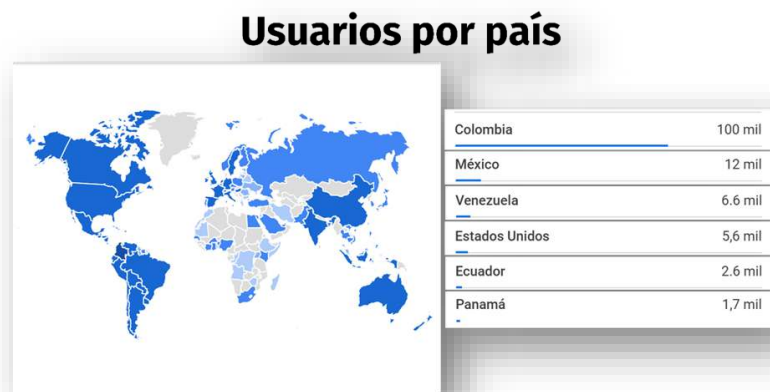 Usuarios por país
Colombia 100 mil
México 12 mil
Venezuela 6.6 mil
Estados Unidos 5,6 mil
Ecuador 2.6 mil
Panamá 1,7 mil